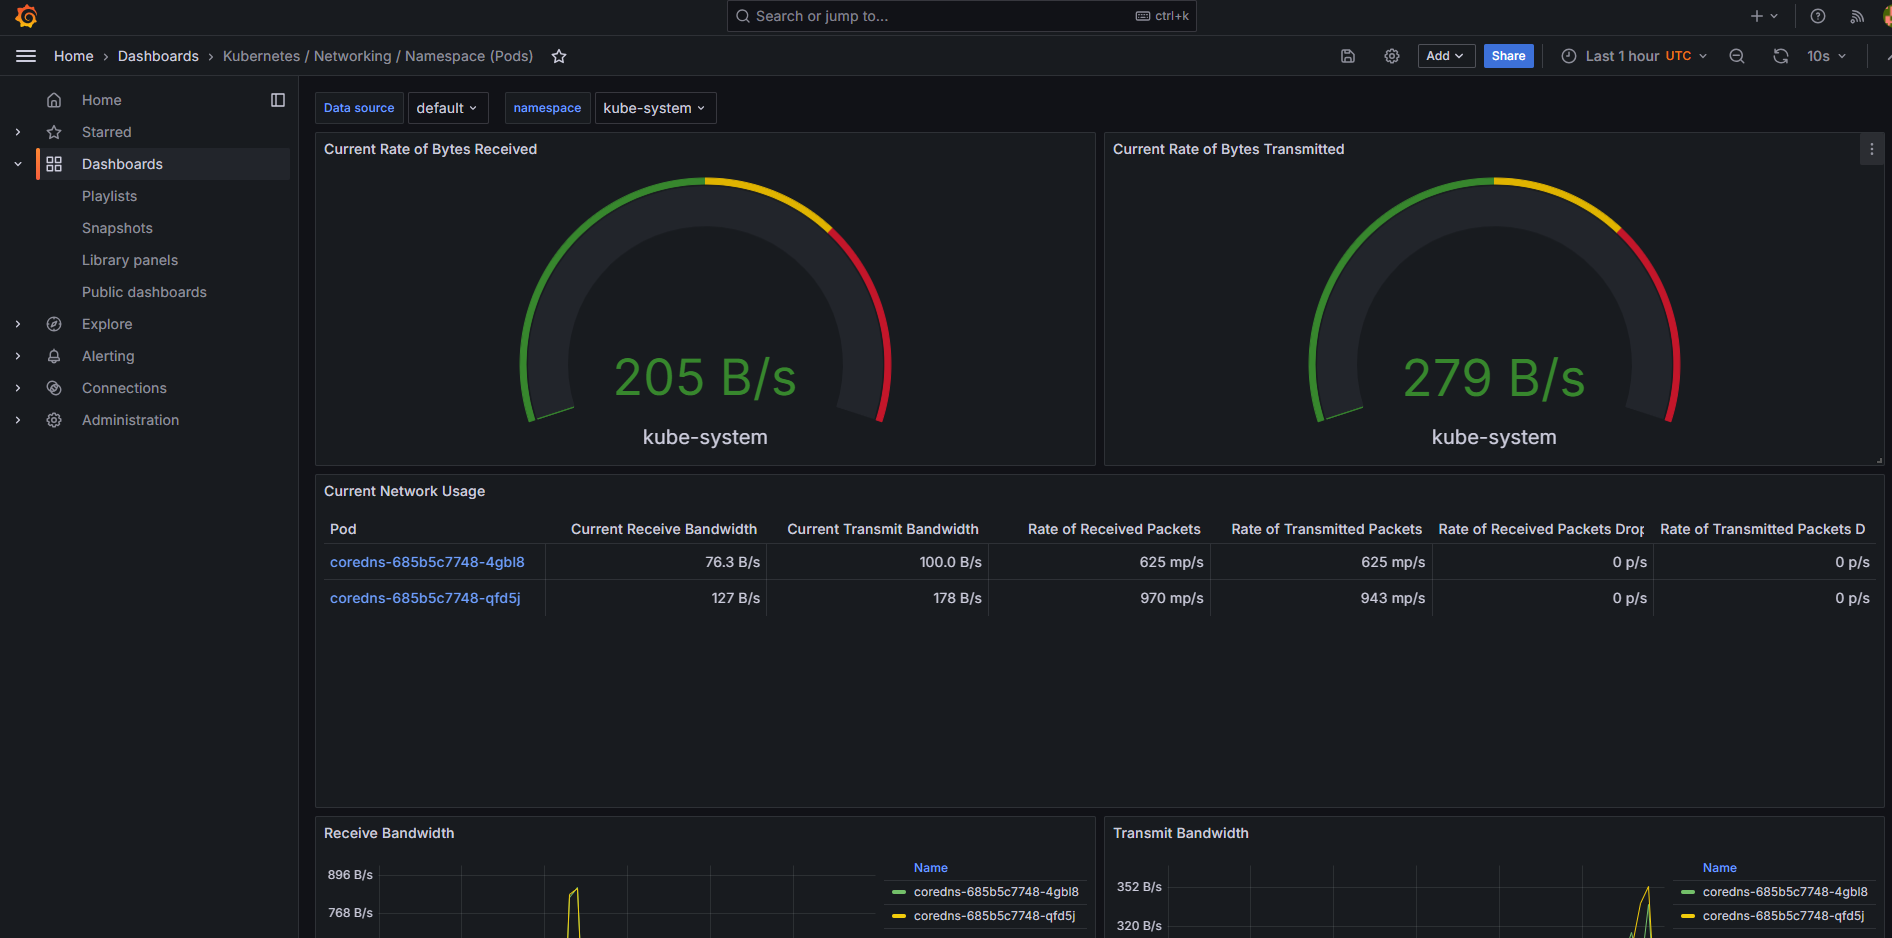 Search or jump to...
ctrl+k
Home › Dashboards › Kubernetes / Networking / Namespace (Pods)
Add
Share
Last 1 hour UTC
10s
Home
Starred
Dashboards
Playlists
Snapshots
Library panels
Public dashboards
Explore
Alerting
Connections
Administration
Data source default namespace kube-system
Current Rate of Bytes Received
205 B/s
kube-system
Current Rate of Bytes Transmitted
279 B/s
kube-system
Current Network Usage
Pod Current Receive Bandwidth Current Transmit Bandwidth Rate of Received Packets Rate of Transmitted Packets Rate of Received Packets Drop Rate of Transmitted Packets D
coredns-685b5c7748-4gbl8 76.3 B/s 100.0 B/s 625 mp/s 625 mp/s 0 p/s 0 p/s
coredns-685b5c7748-qfd5j 127 B/s 178 B/s 970 mp/s 943 mp/s 0 p/s 0 p/s
Receive Bandwidth
896 B/s
768 B/s
Name
coredns-685b5c7748-4gbl8
coredns-685b5c7748-qfd5j
Transmit Bandwidth
352 B/s
320 B/s
Name
coredns-685b5c7748-4gbl8
coredns-685b5c7748-qfd5j